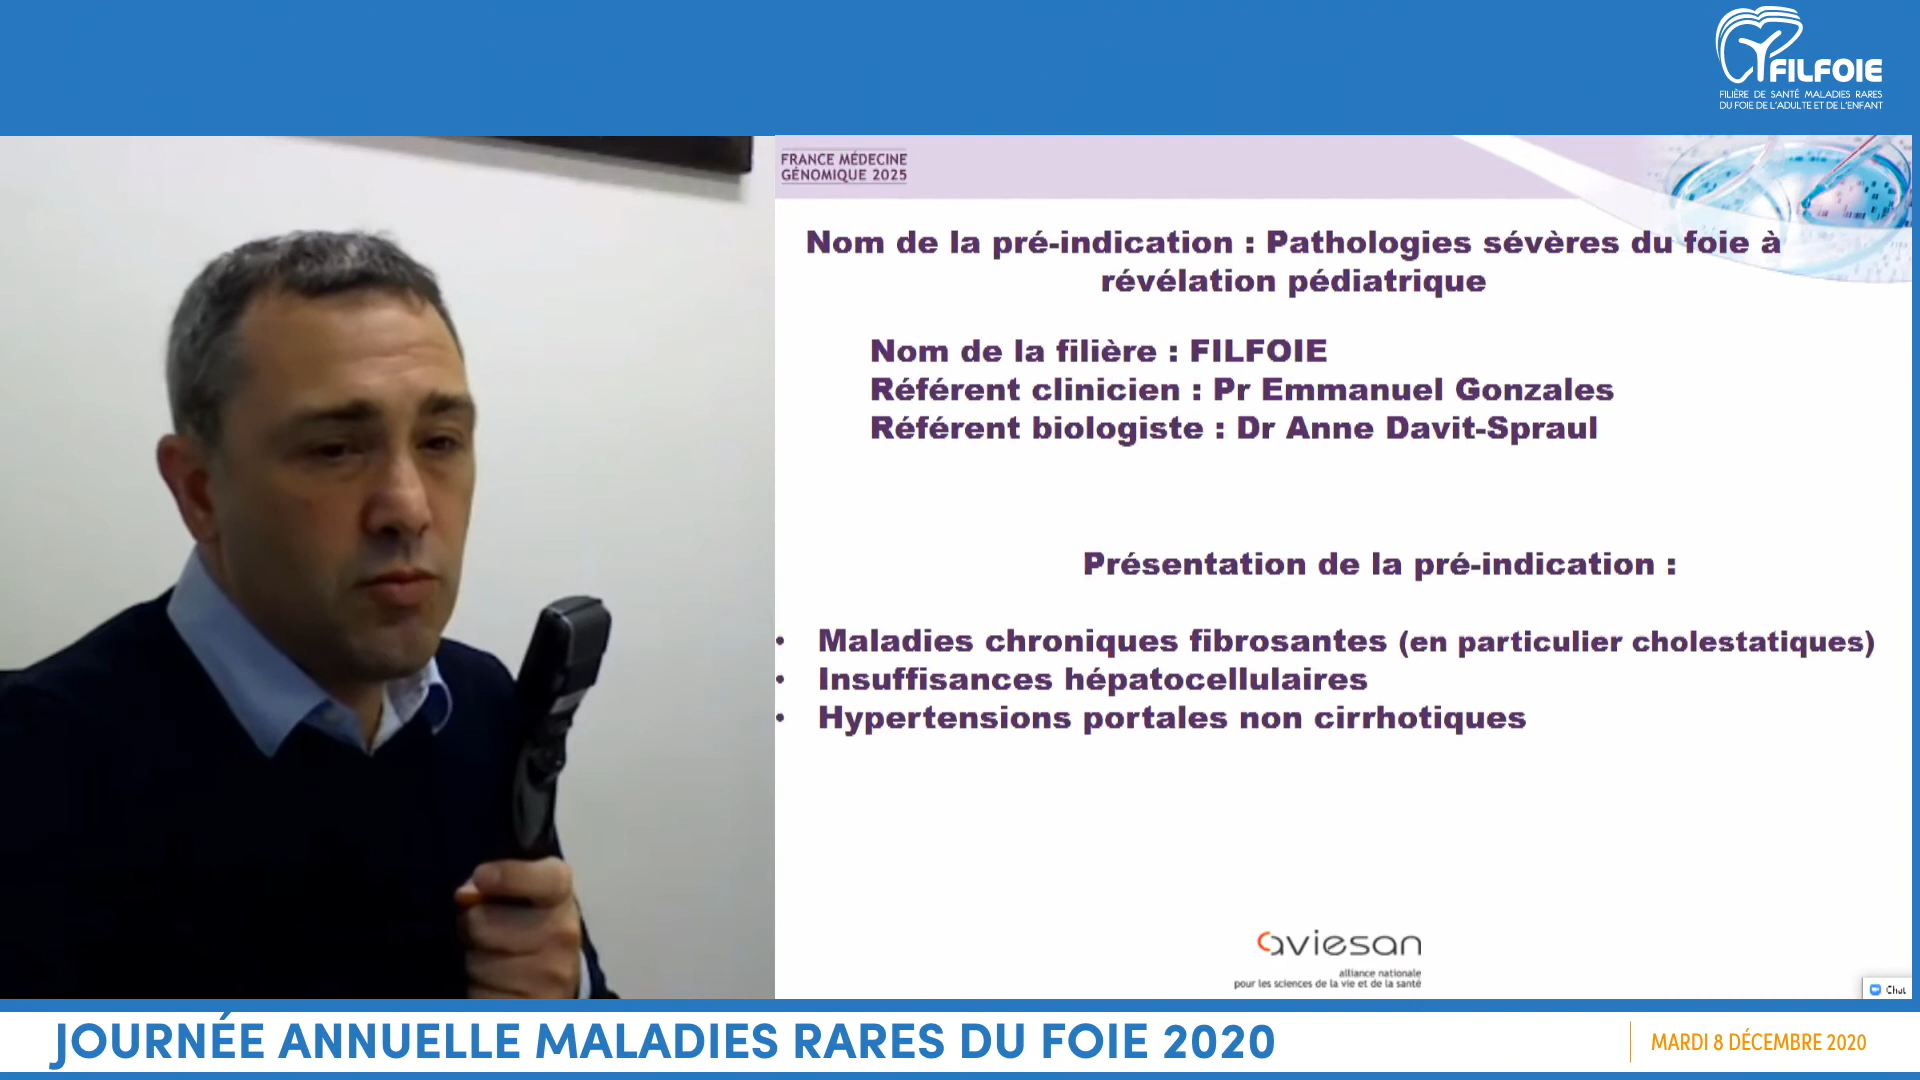 FILFOIE
FILIÈRE DE SANTÉ MALADIES RARES
DU FOIE DE L'ADULTE ET DE L'ENFANT
FRANCE MÉDECINE
GÉNOMIQUE 2025
Nom de la pré-indication : Pathologies sévères du foie à
révélation pédiatrique
Nom de la filière : FILFOIE
Référent clinicien : Pr Emmanuel Gonzales
Référent biologiste : Dr Anne Davit-Spraul
Présentation de la pré-indication :
• Maladies chroniques fibrosantes (en particulier cholestatiques)
• Insuffisances hépatocellulaires
• Hypertensions portales non cirrhotiques
aviesan
alliance nationale
pour les sciences de la vie et de la santé
Chat
JOURNÉE ANNUELLE MALADIES RARES DU FOIE 2020
MARDI 8 DÉCEMBRE 2020